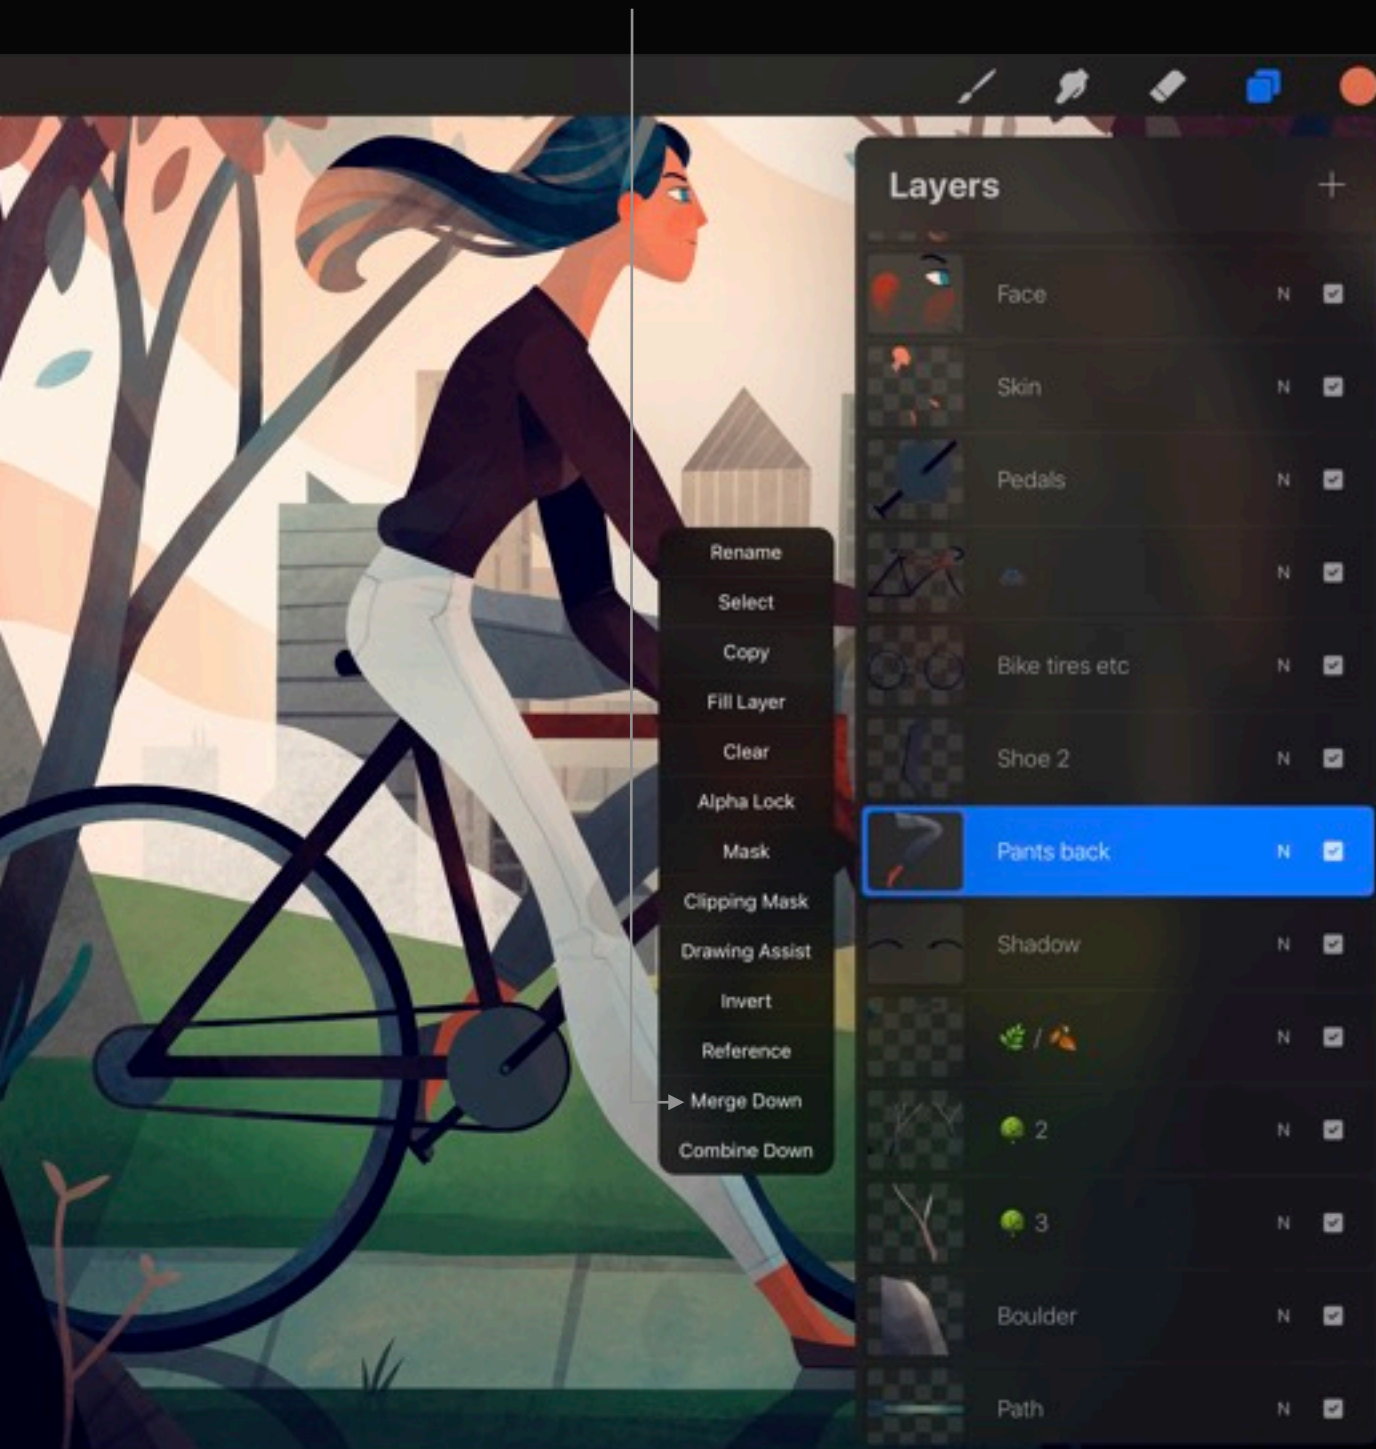 Layers
Face N
Skin N
Pedals N
🚲 N
Bike tires etc N
Shoe 2 N
Pants back N
Shadow N
🌿 / 🍂 N
🌳 2 N
🌳 3 N
Boulder N
Path N
Rename
Select
Copy
Fill Layer
Clear
Alpha Lock
Mask
Clipping Mask
Drawing Assist
Invert
Reference
Merge Down
Combine Down